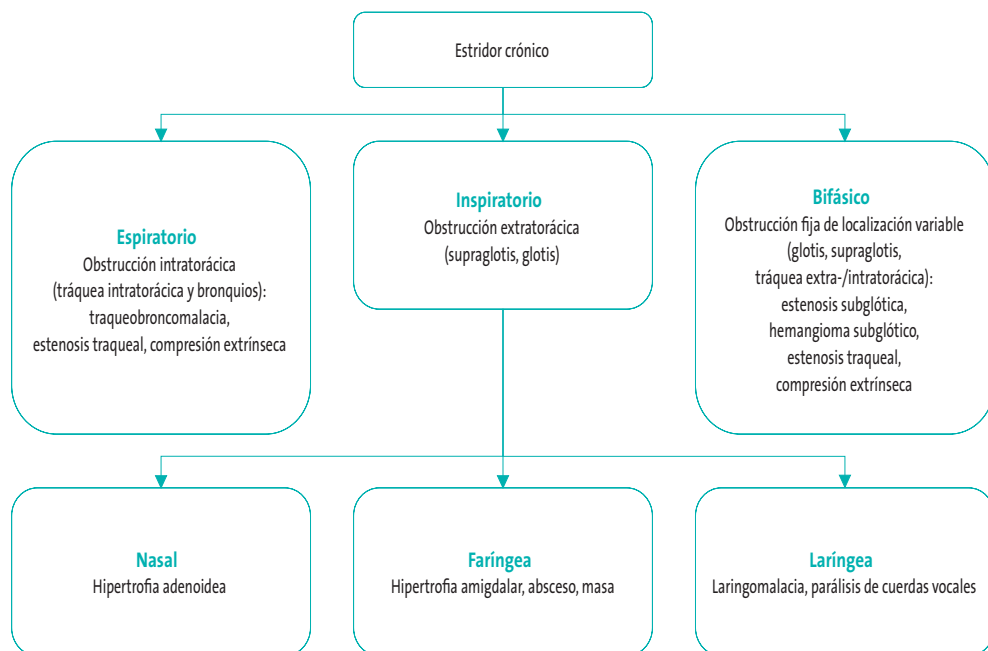 Estridor crónico
Espiratorio
Obstrucción intratorácica
(tráquea intratorácica y bronquios):
traqueobroncomalacia,
estenosis traqueal, compresión extrínseca
Inspiratorio
Obstrucción extratorácica
(supraglotis, glotis)
Bifásico
Obstrucción fija de localización variable
(glotis, supraglotis,
tráquea extra-/intratorácica):
estenosis subglótica,
hemangioma subglótico,
estenosis traqueal,
compresión extrínseca
Nasal
Hipertrofia adenoidea
Faríngea
Hipertrofia amigdalar, absceso, masa
Laríngea
Laringomalacia, parálisis de cuerdas vocales